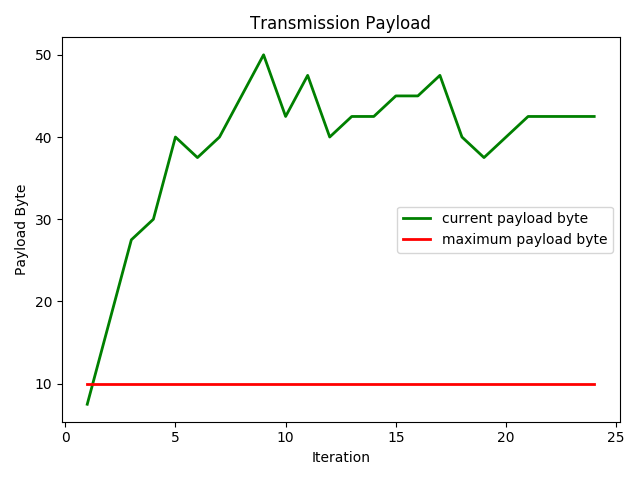 Transmission Payload
50
40
30
20
10
Payload Byte
current payload byte
maximum payload byte
0 5 10 15 20 25
Iteration